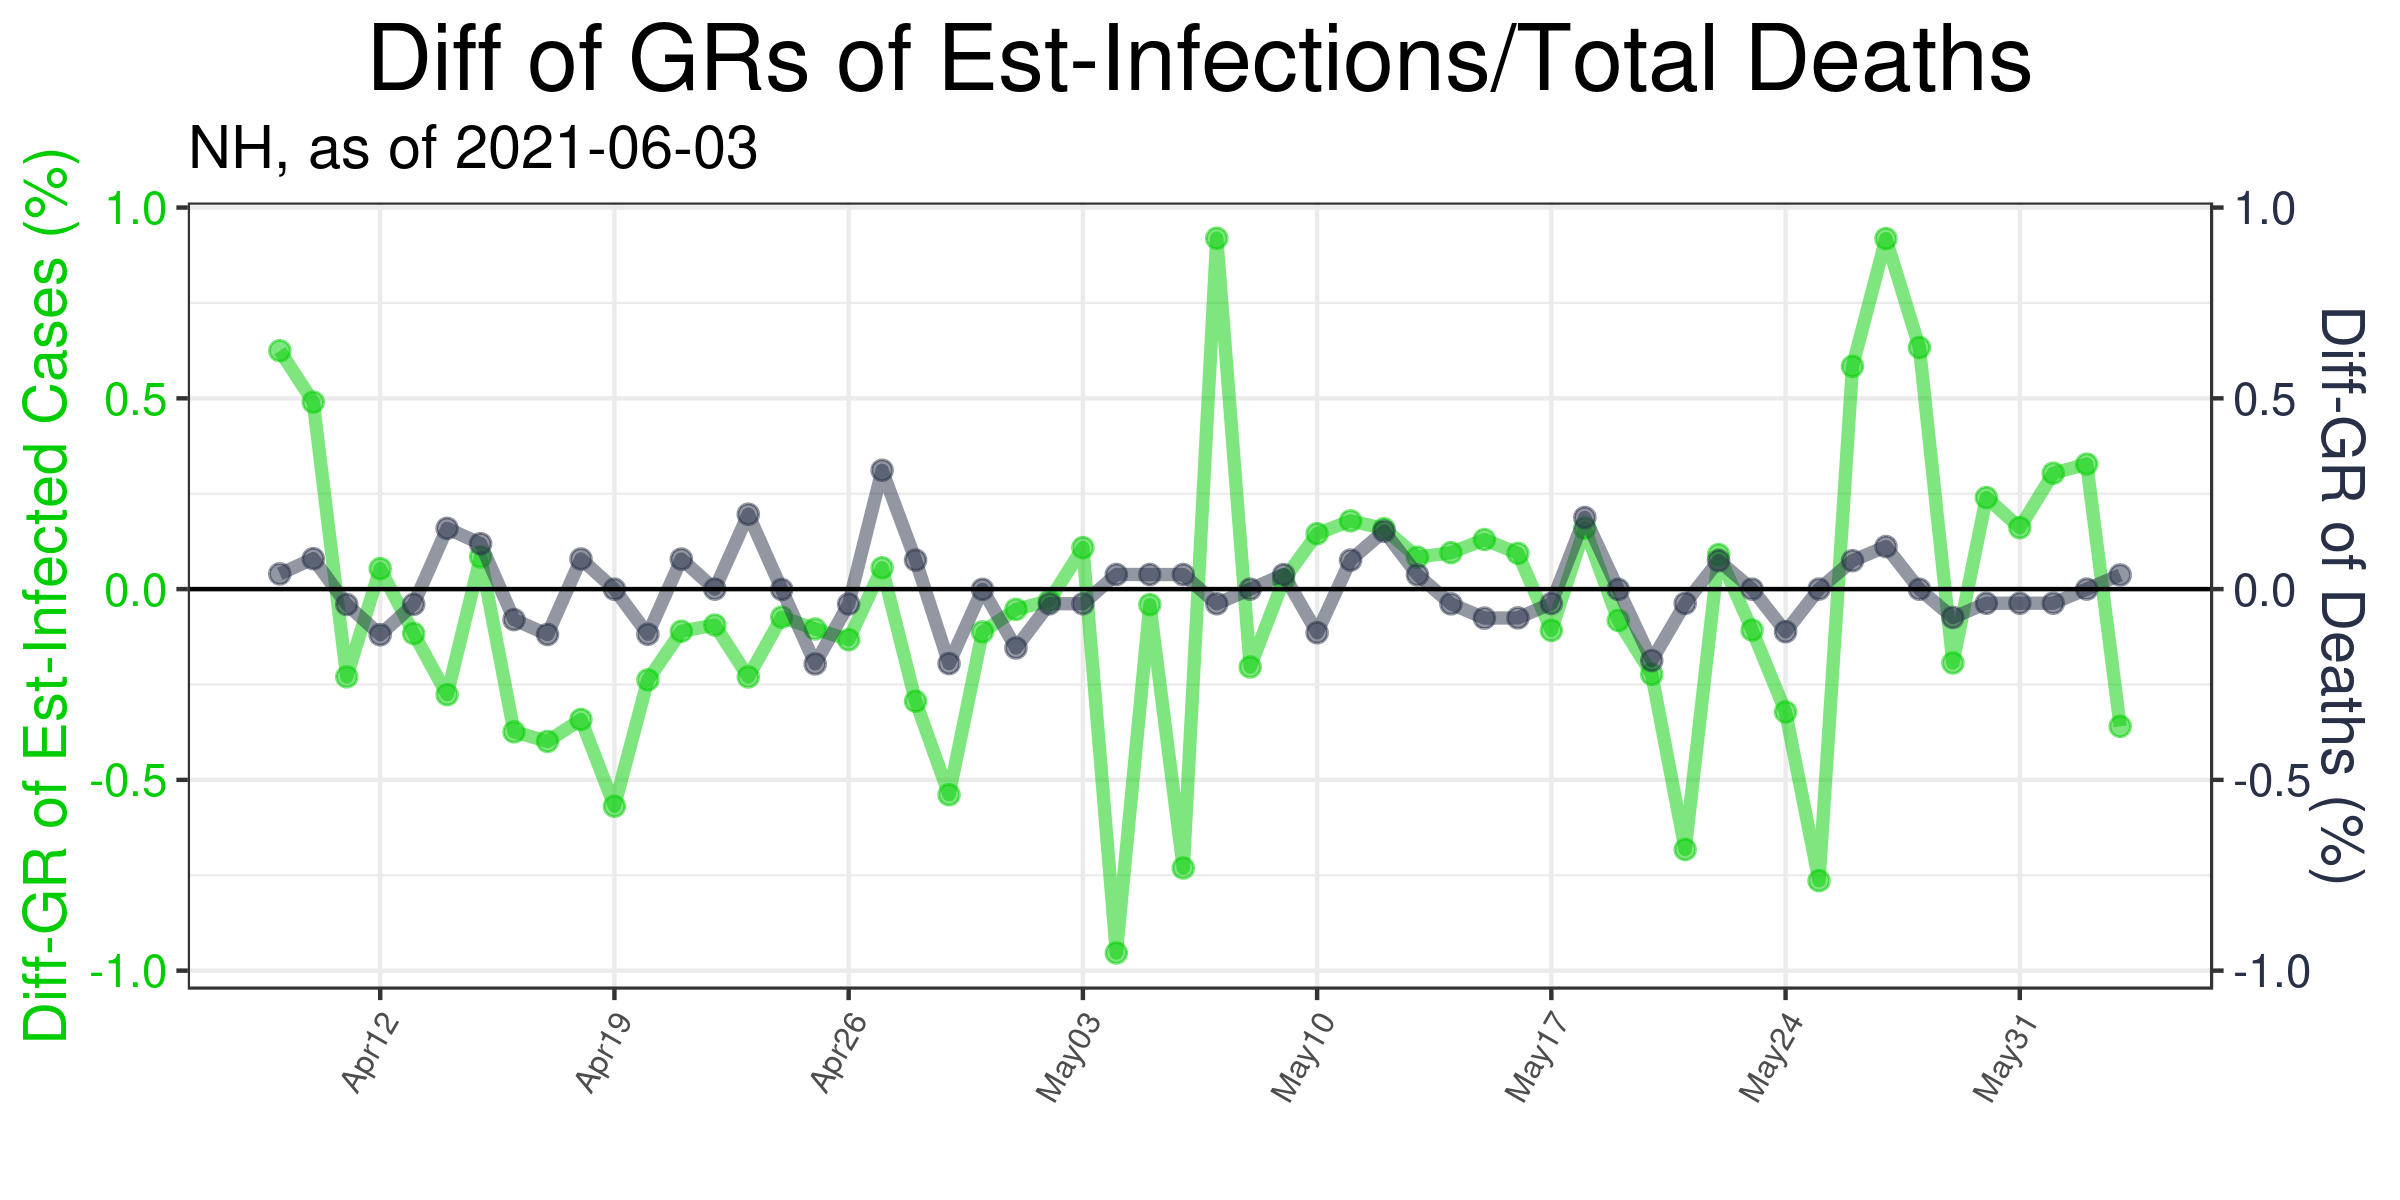 Diff of GRs of Est-Infections/Total Deaths
NH, as of 2021-06-03
Diff-GR of Est-Infected Cases (%)
1.0
0.5
0.0
-0.5
-1.0
1.0
0.5
0.0
-0.5
-1.0
Diff-GR of Deaths (%)
Apr12
Apr19
Apr26
May03
May10
May17
May24
May31